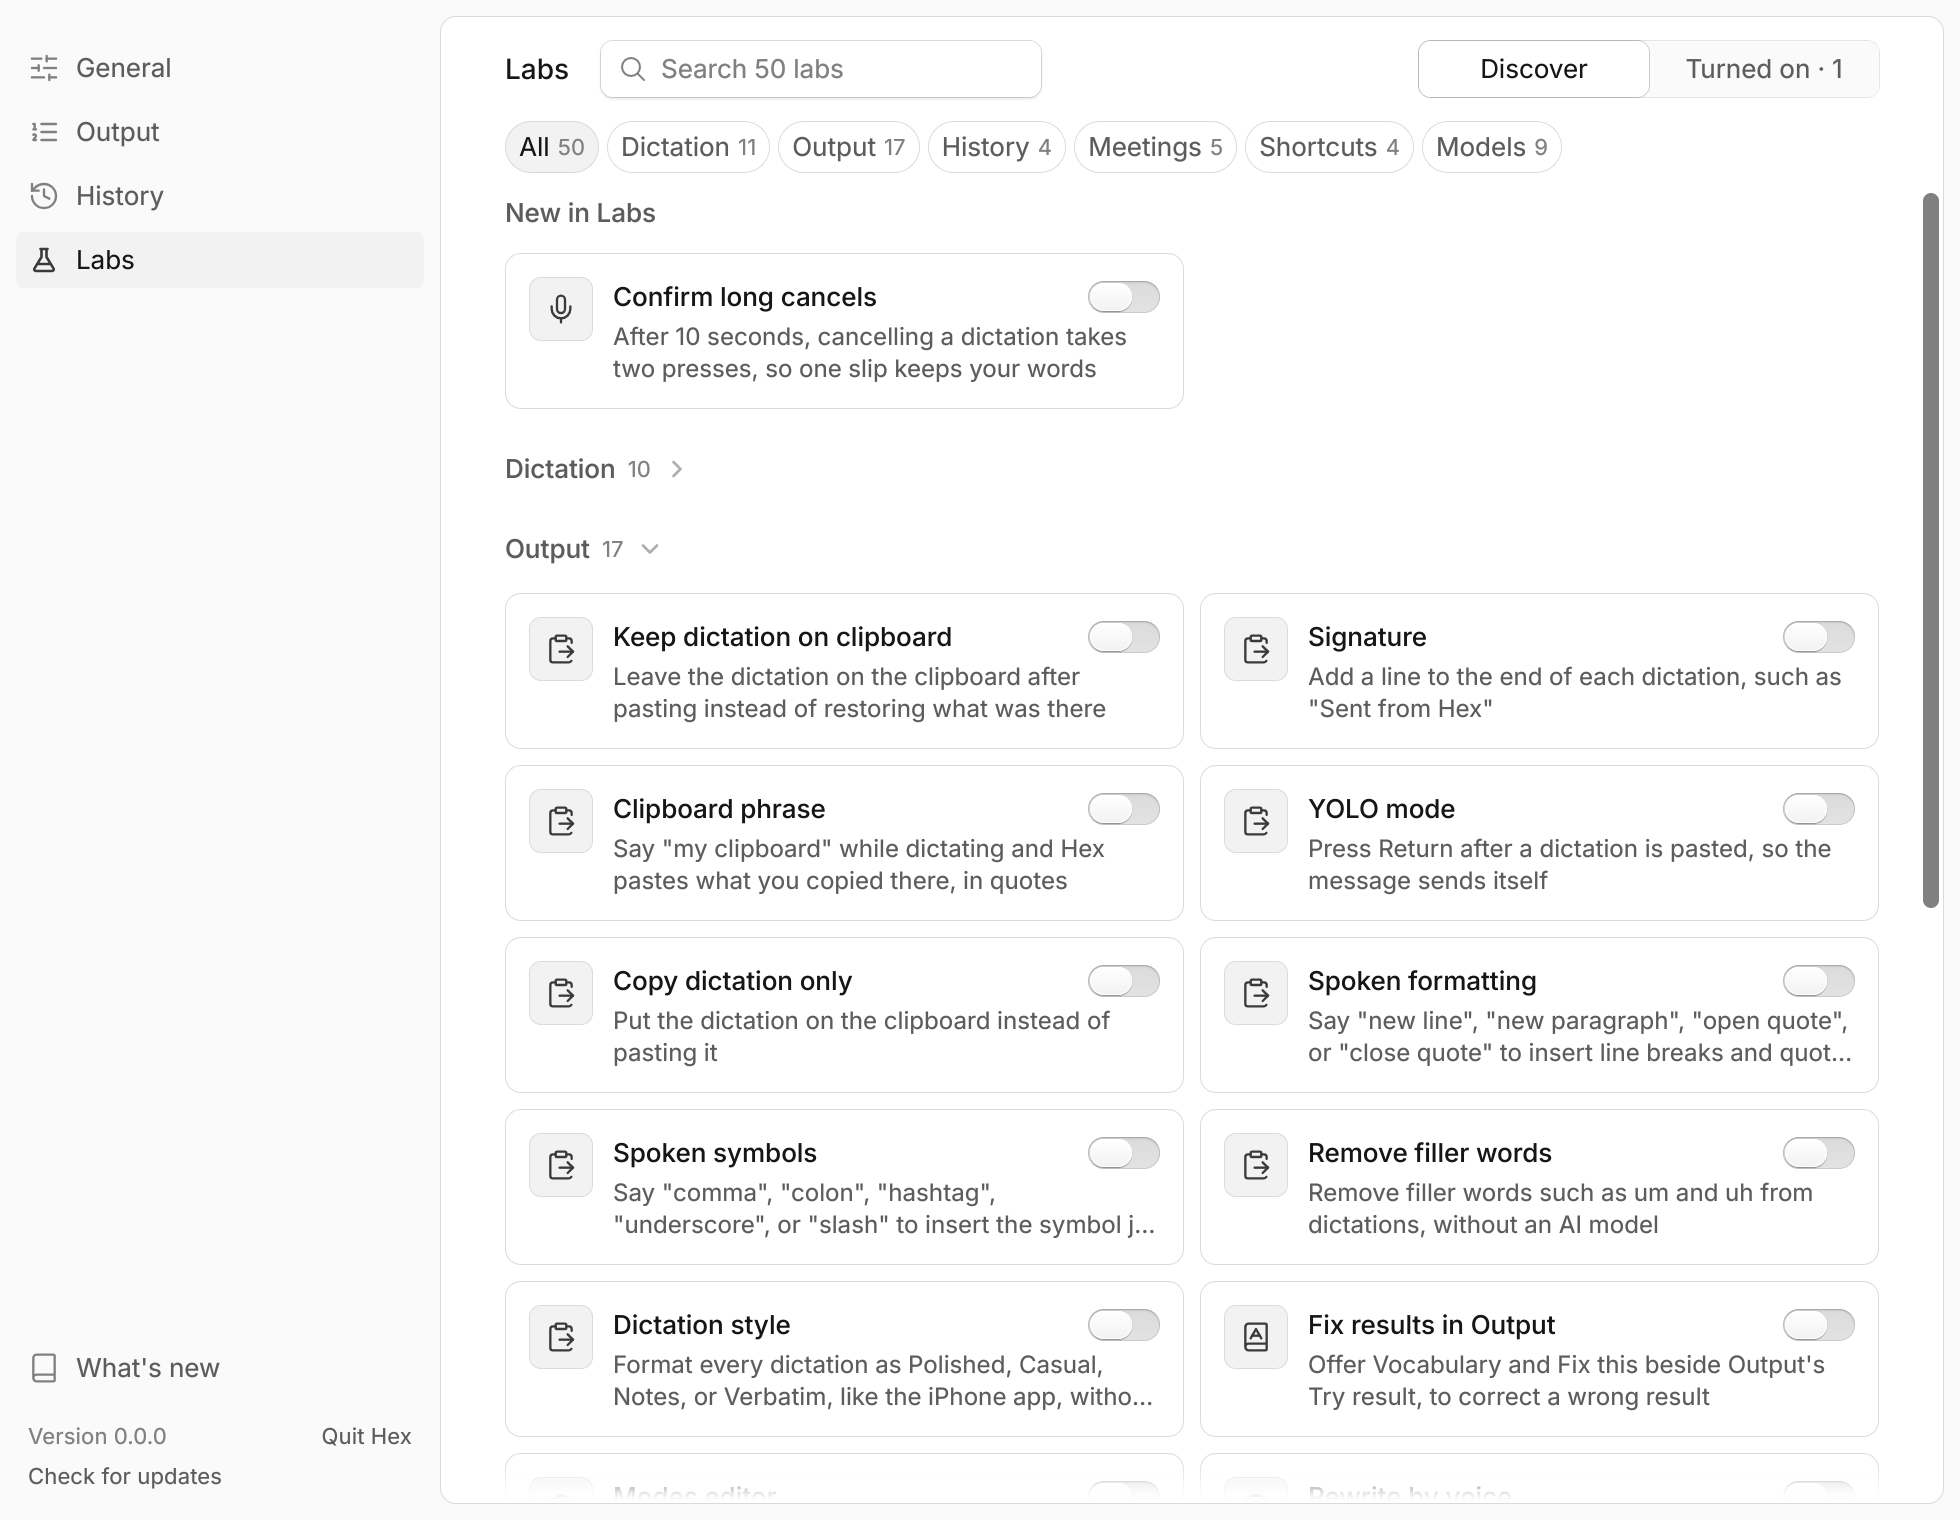 General
Output
History
Labs
What's new
Version 0.0.0
Quit Hex
Check for updates
Labs
Search 50 labs
Discover
Turned on · 1
All 50
Dictation 11
Output 17
History 4
Meetings 5
Shortcuts 4
Models 9
New in Labs
Confirm long cancels
After 10 seconds, cancelling a dictation takes
two presses, so one slip keeps your words
Dictation 10
Output 17
Keep dictation on clipboard
Leave the dictation on the clipboard after
pasting instead of restoring what was there
Signature
Add a line to the end of each dictation, such as
"Sent from Hex"
Clipboard phrase
Say "my clipboard" while dictating and Hex
pastes what you copied there, in quotes
YOLO mode
Press Return after a dictation is pasted, so the
message sends itself
Copy dictation only
Put the dictation on the clipboard instead of
pasting it
Spoken formatting
Say "new line", "new paragraph", "open quote",
or "close quote" to insert line breaks and quot...
Spoken symbols
Say "comma", "colon", "hashtag",
"underscore", or "slash" to insert the symbol j...
Remove filler words
Remove filler words such as um and uh from
dictations, without an AI model
Dictation style
Format every dictation as Polished, Casual,
Notes, or Verbatim, like the iPhone app, witho...
Fix results in Output
Offer Vocabulary and Fix this beside Output's
Try result, to correct a wrong result
Modes editor
Rewrite by voice